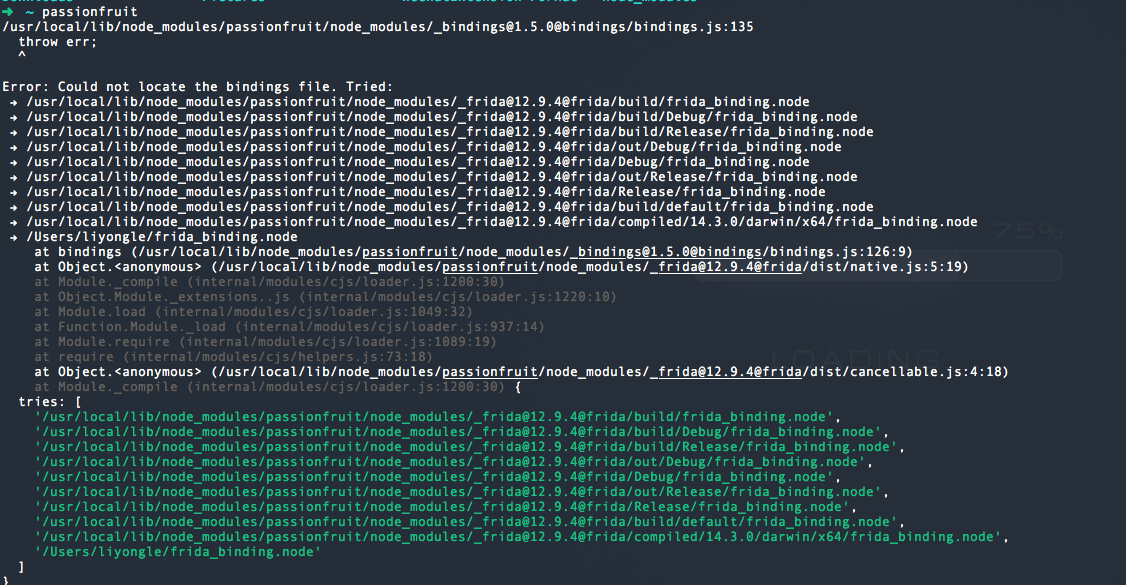 ➜ ~ passionfruit
/usr/local/lib/node_modules/passionfruit/node_modules/_bindings@1.5.0@bindings/bindings.js:135
  throw err;
  ^

Error: Could not locate the bindings file. Tried:
 → /usr/local/lib/node_modules/passionfruit/node_modules/_frida@12.9.4@frida/build/frida_binding.node
 → /usr/local/lib/node_modules/passionfruit/node_modules/_frida@12.9.4@frida/build/Debug/frida_binding.node
 → /usr/local/lib/node_modules/passionfruit/node_modules/_frida@12.9.4@frida/build/Release/frida_binding.node
 → /usr/local/lib/node_modules/passionfruit/node_modules/_frida@12.9.4@frida/out/Debug/frida_binding.node
 → /usr/local/lib/node_modules/passionfruit/node_modules/_frida@12.9.4@frida/Debug/frida_binding.node
 → /usr/local/lib/node_modules/passionfruit/node_modules/_frida@12.9.4@frida/out/Release/frida_binding.node
 → /usr/local/lib/node_modules/passionfruit/node_modules/_frida@12.9.4@frida/Release/frida_binding.node
 → /usr/local/lib/node_modules/passionfruit/node_modules/_frida@12.9.4@frida/build/default/frida_binding.node
 → /usr/local/lib/node_modules/passionfruit/node_modules/_frida@12.9.4@frida/compiled/14.3.0/darwin/x64/frida_binding.node
 → /Users/liyongle/frida_binding.node
    at bindings (/usr/local/lib/node_modules/passionfruit/node_modules/_bindings@1.5.0@bindings/bindings.js:126:9)
    at Object.<anonymous> (/usr/local/lib/node_modules/passionfruit/node_modules/_frida@12.9.4@frida/dist/native.js:5:19)
    at Module._compile (internal/modules/cjs/loader.js:1200:30)
    at Object.Module._extensions..js (internal/modules/cjs/loader.js:1220:10)
    at Module.load (internal/modules/cjs/loader.js:1049:32)
    at Function.Module._load (internal/modules/cjs/loader.js:937:14)
    at Module.require (internal/modules/cjs/loader.js:1089:19)
    at require (internal/modules/cjs/helpers.js:73:18)
    at Object.<anonymous> (/usr/local/lib/node_modules/passionfruit/node_modules/_frida@12.9.4@frida/dist/cancellable.js:4:18)
    at Module._compile (internal/modules/cjs/loader.js:1200:30) {
  tries: [
    '/usr/local/lib/node_modules/passionfruit/node_modules/_frida@12.9.4@frida/build/frida_binding.node',
    '/usr/local/lib/node_modules/passionfruit/node_modules/_frida@12.9.4@frida/build/Debug/frida_binding.node',
    '/usr/local/lib/node_modules/passionfruit/node_modules/_frida@12.9.4@frida/build/Release/frida_binding.node',
    '/usr/local/lib/node_modules/passionfruit/node_modules/_frida@12.9.4@frida/out/Debug/frida_binding.node',
    '/usr/local/lib/node_modules/passionfruit/node_modules/_frida@12.9.4@frida/Debug/frida_binding.node',
    '/usr/local/lib/node_modules/passionfruit/node_modules/_frida@12.9.4@frida/out/Release/frida_binding.node',
    '/usr/local/lib/node_modules/passionfruit/node_modules/_frida@12.9.4@frida/Release/frida_binding.node',
    '/usr/local/lib/node_modules/passionfruit/node_modules/_frida@12.9.4@frida/build/default/frida_binding.node',
    '/usr/local/lib/node_modules/passionfruit/node_modules/_frida@12.9.4@frida/compiled/14.3.0/darwin/x64/frida_binding.node',
    '/Users/liyongle/frida_binding.node'
  ]
}
75%
LOADING